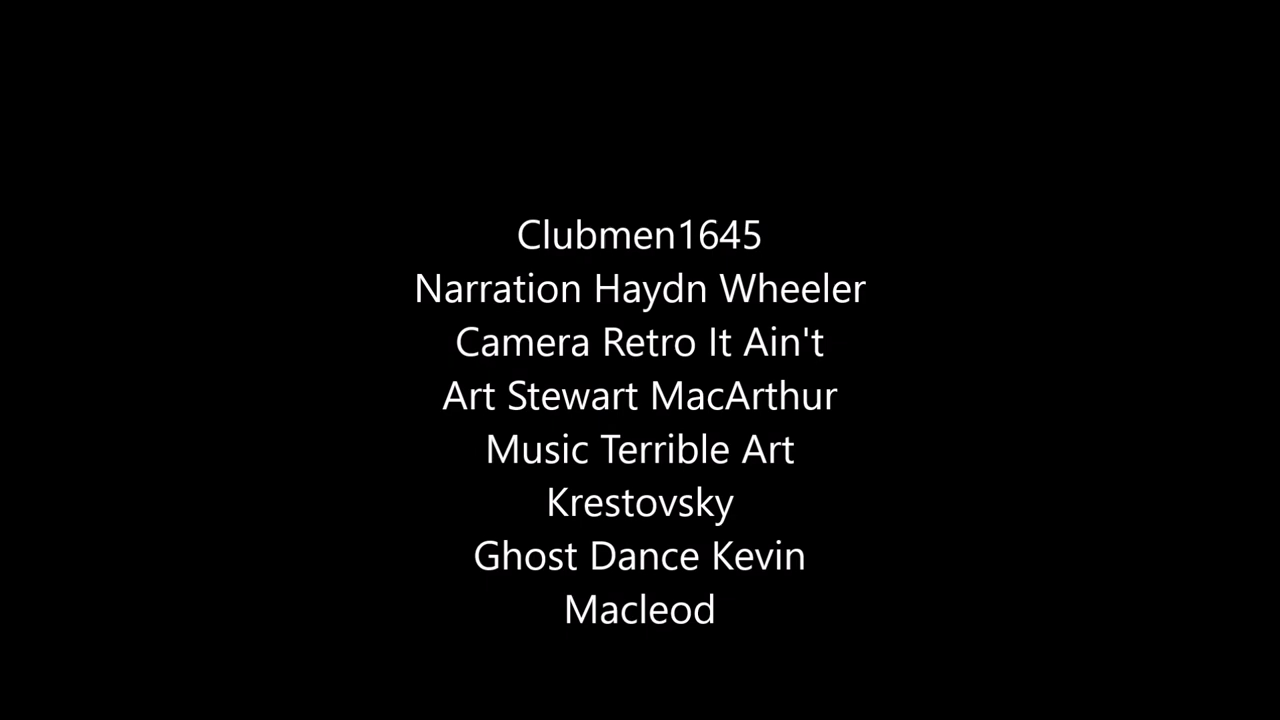 Clubmen1645
Narration Haydn Wheeler
Camera Retro It Ain't
Art Stewart MacArthur
Music Terrible Art
Krestovsky
Ghost Dance Kevin
Macleod